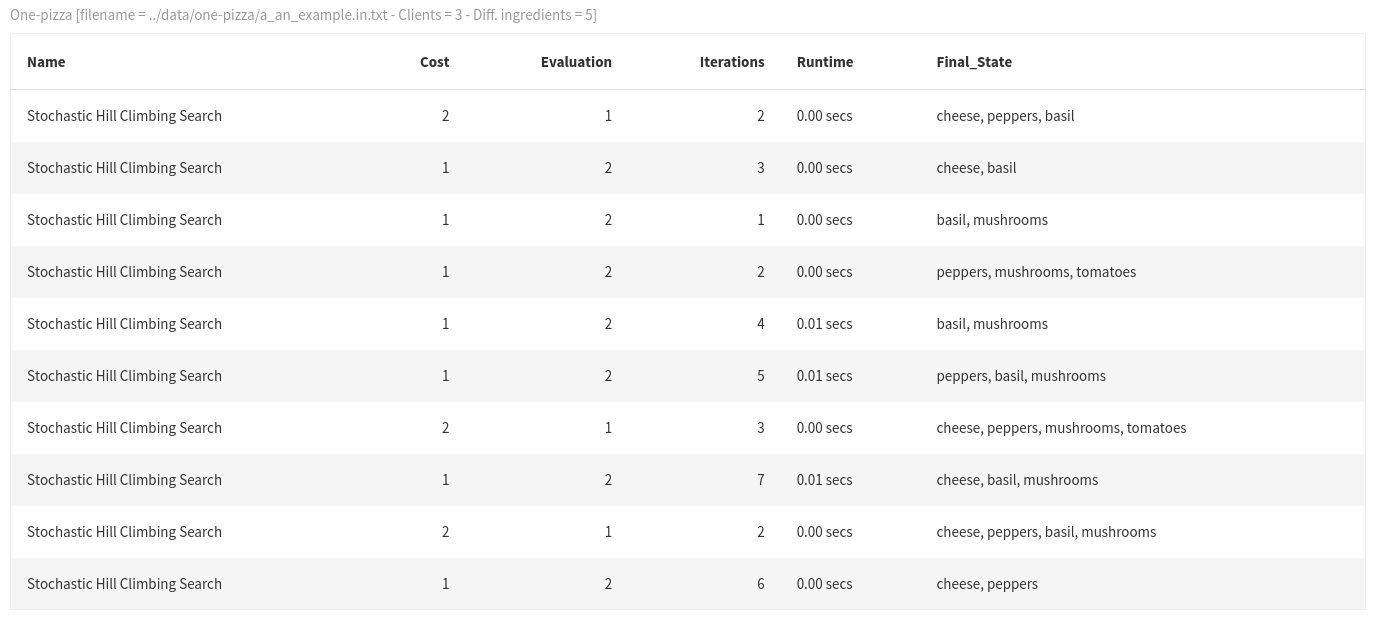 One-pizza [filename = ../data/one-pizza/a_an_example.in.txt - Clients = 3 - Diff. ingredients = 5]
Name Cost Evaluation Iterations Runtime Final_State
Stochastic Hill Climbing Search 2 1 2 0.00 secs cheese, peppers, basil
Stochastic Hill Climbing Search 1 2 3 0.00 secs cheese, basil
Stochastic Hill Climbing Search 1 2 1 0.00 secs basil, mushrooms
Stochastic Hill Climbing Search 1 2 2 0.00 secs peppers, mushrooms, tomatoes
Stochastic Hill Climbing Search 1 2 4 0.01 secs basil, mushrooms
Stochastic Hill Climbing Search 1 2 5 0.01 secs peppers, basil, mushrooms
Stochastic Hill Climbing Search 2 1 3 0.00 secs cheese, peppers, mushrooms, tomatoes
Stochastic Hill Climbing Search 1 2 7 0.01 secs cheese, basil, mushrooms
Stochastic Hill Climbing Search 2 1 2 0.00 secs cheese, peppers, basil, mushrooms
Stochastic Hill Climbing Search 1 2 6 0.00 secs cheese, peppers